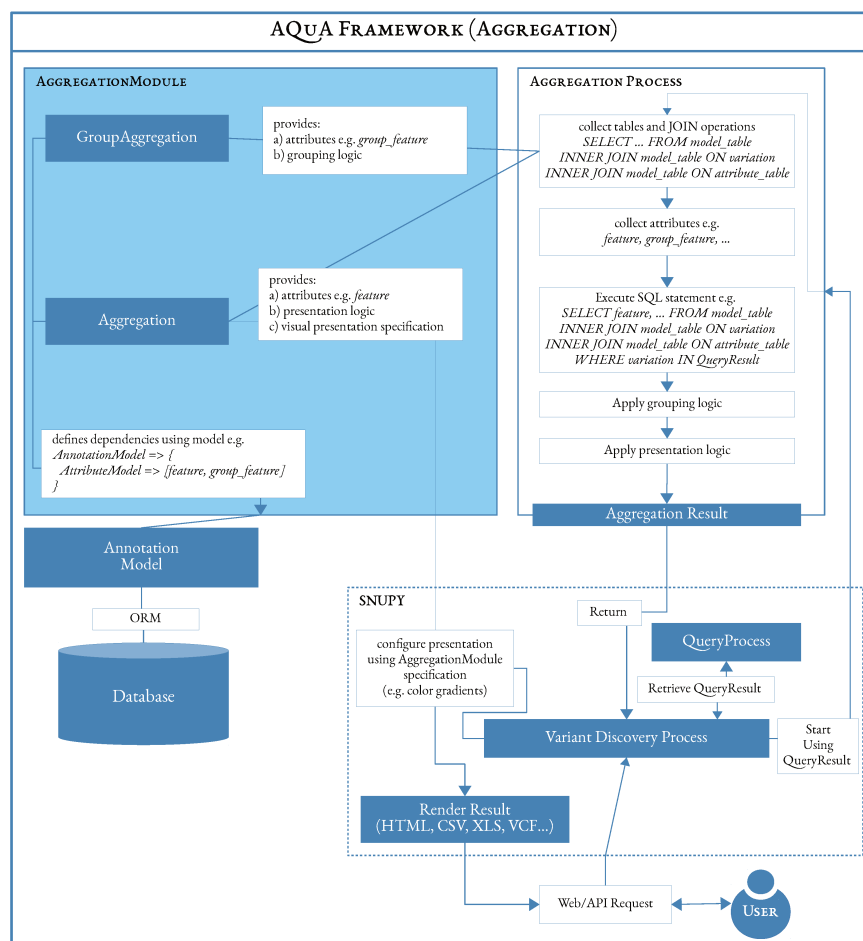 AQuA Framework (Aggregation)
AggregationModule
GroupAggregation
provides:
a) attributes e.g. group_feature
b) grouping logic
Aggregation
provides:
a) attributes e.g. feature
b) presentation logic
c) visual presentation specification
defines dependencies using model e.g.
AnnotationModel => {
AttributeModel => [feature, group_feature]
}
Annotation
Model
ORM
Database
Aggregation Process
collect tables and JOIN operations
SELECT ... FROM model_table
INNER JOIN model_table ON variation
INNER JOIN model_table ON attribute_table
collect attributes e.g.
feature, group_feature, ...
Execute SQL statement e.g.
SELECT feature, ... FROM model_table
INNER JOIN model_table ON variation
INNER JOIN model_table ON attribute_table
WHERE variation IN QueryResult
Apply grouping logic
Apply presentation logic
Aggregation Result
SNUPY
Return
QueryProcess
configure presentation
using AggregationModule
specification
(e.g. color gradients)
Retrieve QueryResult
Variant Discovery Process
Start
Using
QueryResult
Render Result
(HTML, CSV, XLS, VCF...)
Web/API Request
User